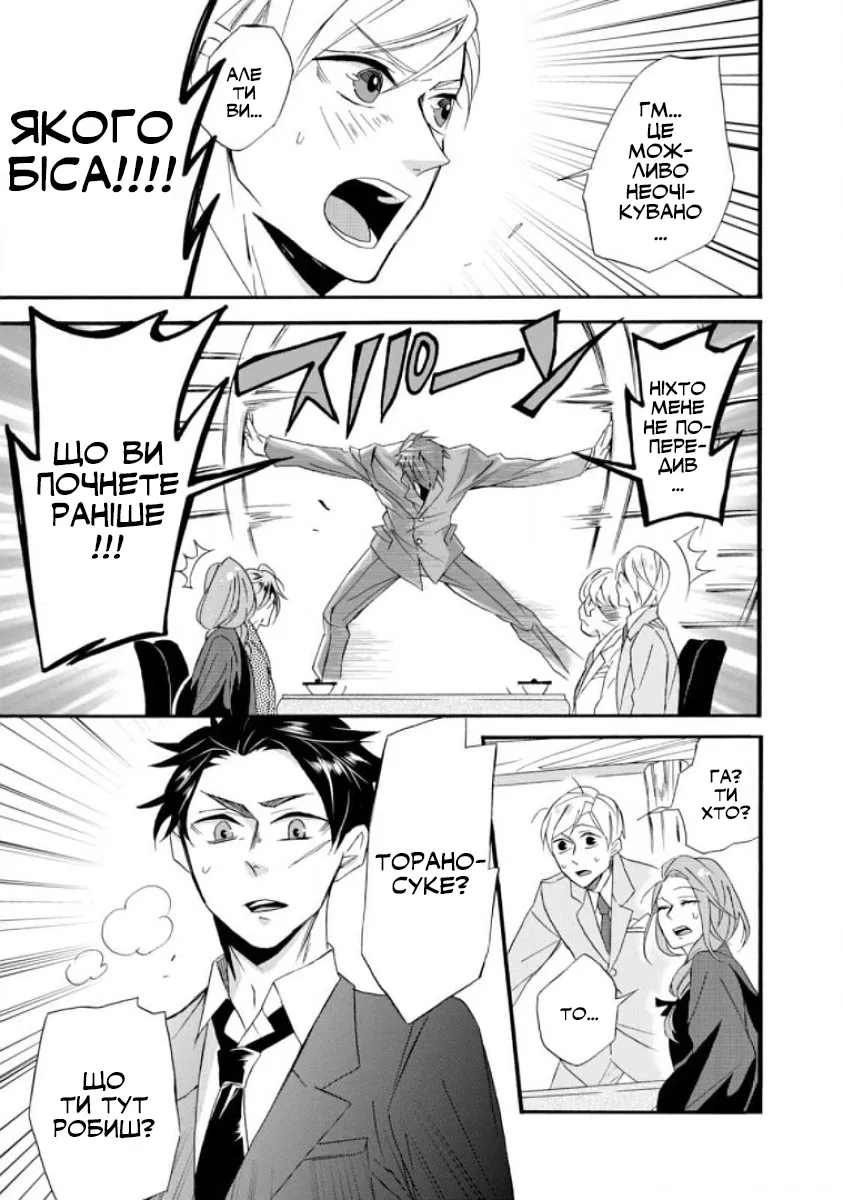 ГМ...
ЦЕ
МОЖ-
ЛИВО
НЕОЧІ-
КУВАНО
...
АЛЕ
ТИ
ВИ...
ЯКОГО
БІСА!!!!
НІХТО
МЕНЕ
НЕ ПО-
ПЕРЕ-
ДИВ
...
スパーン
ЩО ВИ
ПОЧНЕТЕ
РАНІШЕ
!!!
ГА?
ТИ
ХТО?
ТО...
ТОРАНО-
СУКЕ?
ЩО
ТИ ТУТ
РОБИШ?